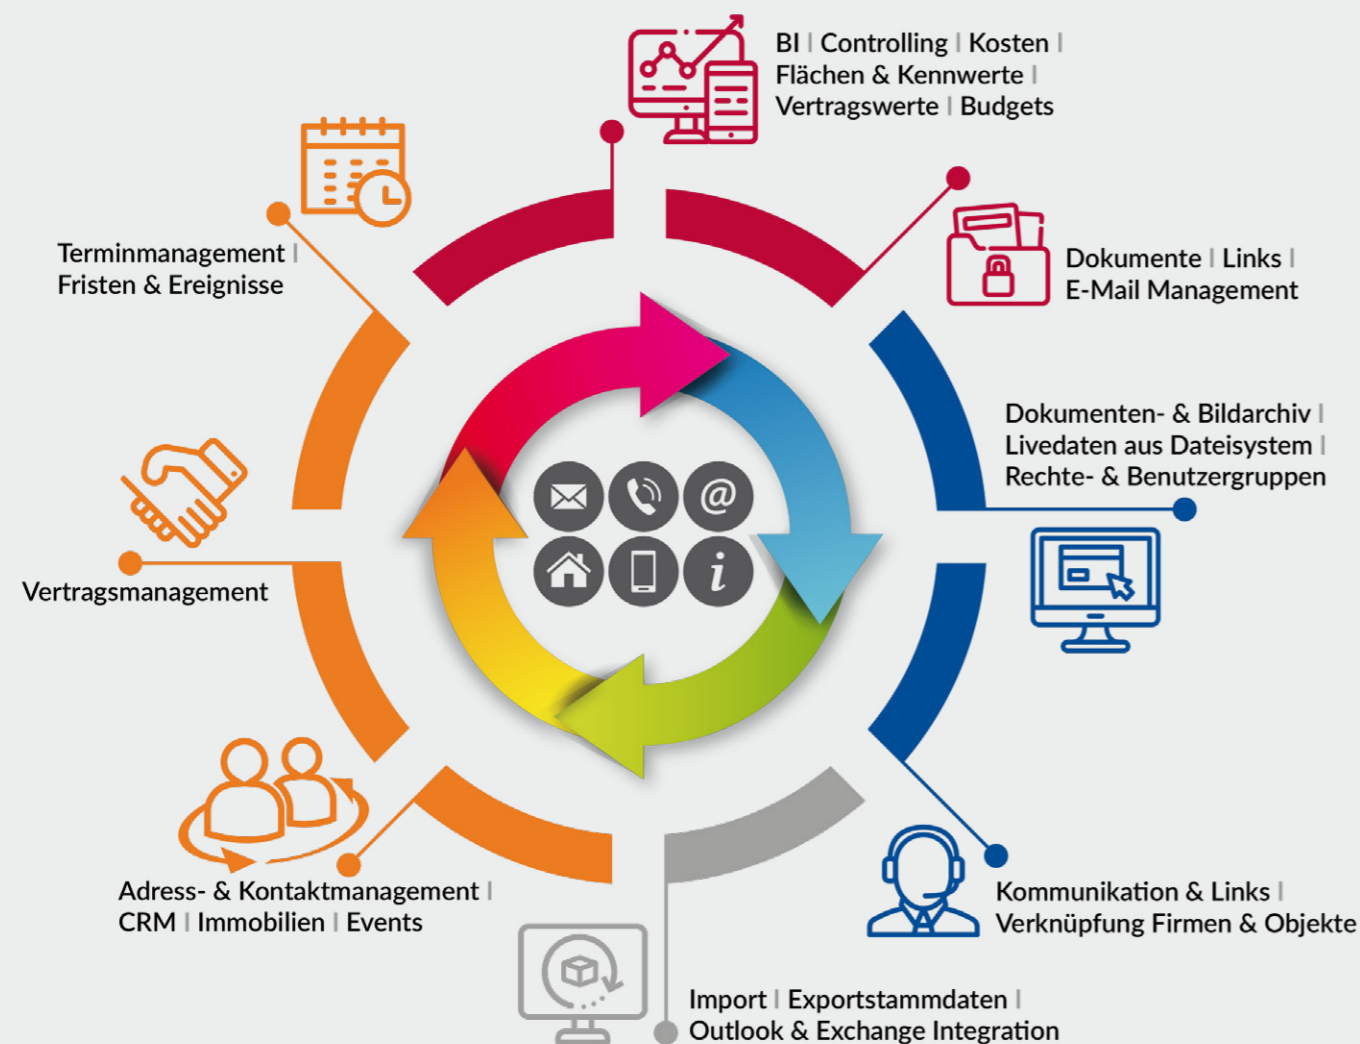 BI | Controlling | Kosten |
Flächen & Kennwerte |
Vertragswerte | Budgets
Dokumente | Links |
E-Mail Management
Terminmanagement |
Fristen & Ereignisse
Dokumenten- & Bildarchiv |
Livedaten aus Dateisystem |
Rechte- & Benutzergruppen
@
i
Vertragsmanagement
Adress- & Kontaktmanagement |
CRM | Immobilien | Events
Kommunikation & Links |
Verknüpfung Firmen & Objekte
Import | Exportstammdaten |
Outlook & Exchange Integration